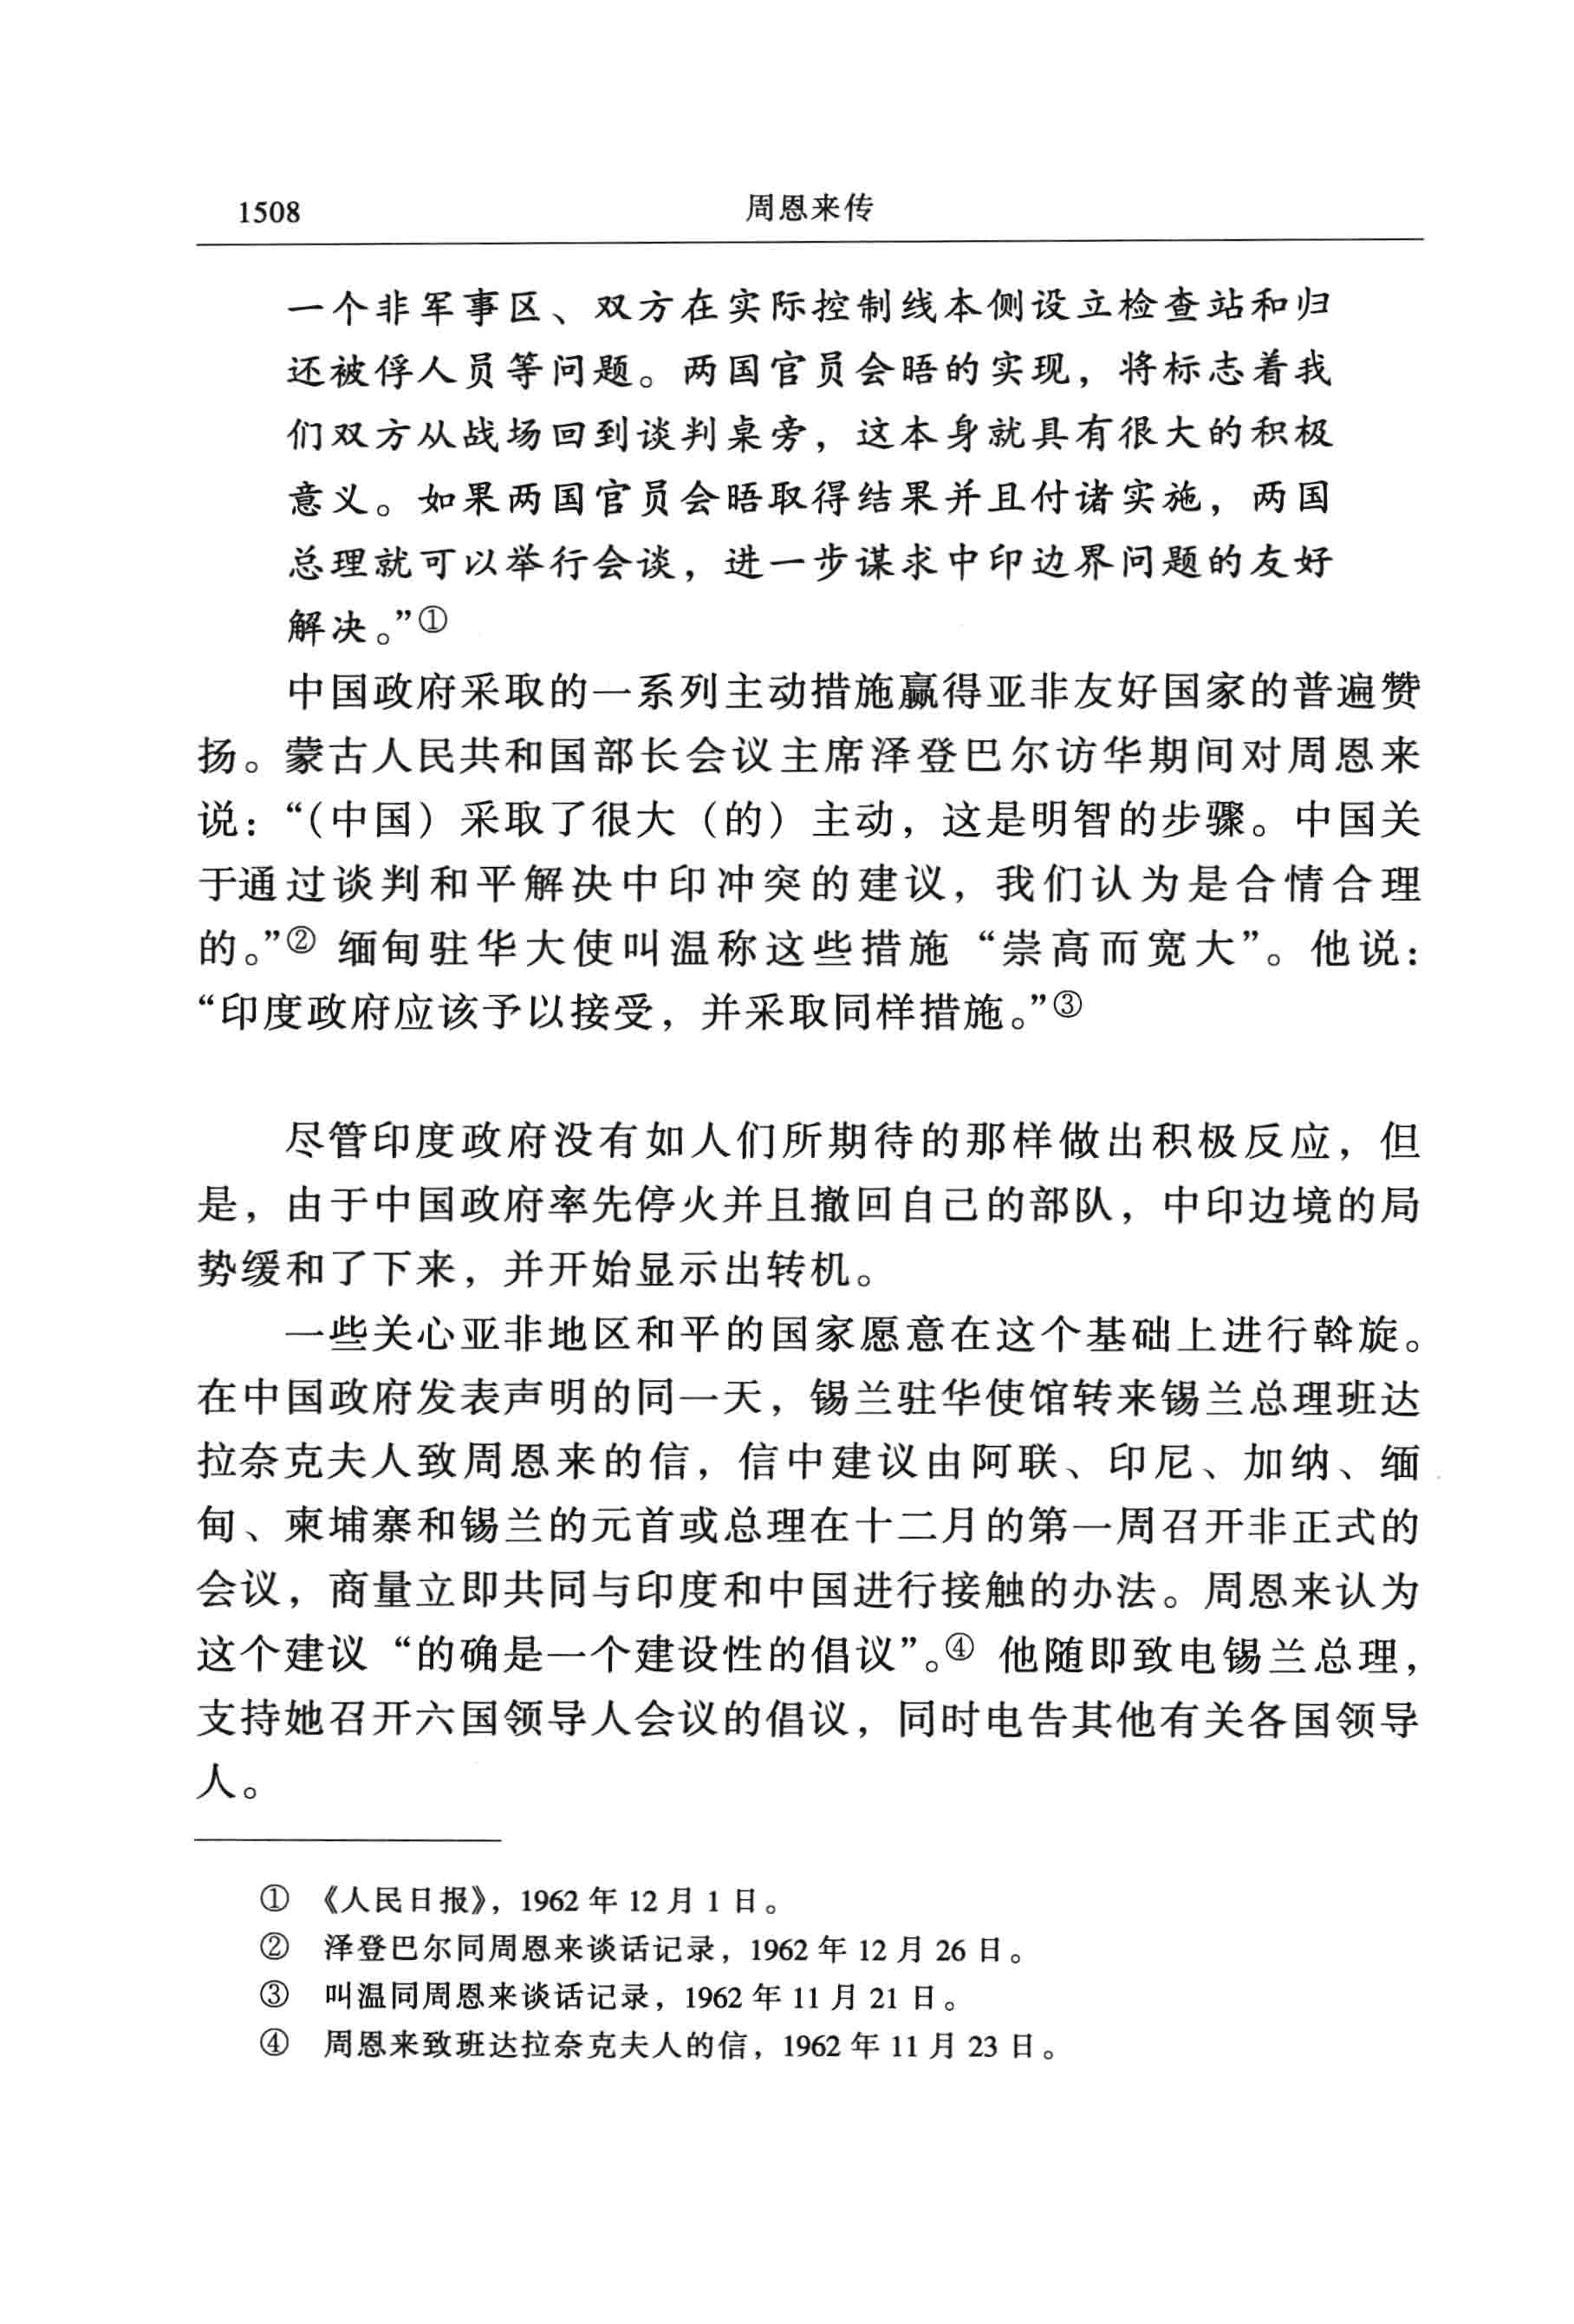 1508
周恩来传
一个非军事区、双方在实际控制线本侧设立检查站和归
还被俘人员等问题。两国官员会晤的实现，将标志着我
们双方从战场回到谈判桌旁，这本身就具有很大的积极
意义。如果两国官员会晤取得结果并且付诸实施，两国
总理就可以举行会谈，进一步谋求中印边界问题的友好
解决。”①
中国政府采取的一系列主动措施赢得亚非友好国家的普遍赞
扬。蒙古人民共和国部长会议主席泽登巴尔访华期间对周恩来
说：“（中国）采取了很大（的）主动，这是明智的步骤。中国关
于通过谈判和平解决中印冲突的建议，我们认为是合情合理
的。”② 缅甸驻华大使叫温称这些措施“崇高而宽大”。他说：
“印度政府应该予以接受，并采取同样措施。”③
尽管印度政府没有如人们所期待的那样做出积极反应，但
是，由于中国政府率先停火并且撤回自己的部队，中印边境的局
势缓和了下来，并开始显示出转机。
一些关心亚非地区和平的国家愿意在这个基础上进行斡旋。
在中国政府发表声明的同一天，锡兰驻华使馆转来锡兰总理班达
拉奈克夫人致周恩来的信，信中建议由阿联、印尼、加纳、缅
甸、柬埔寨和锡兰的元首或总理在十二月的第一周召开非正式的
会议，商量立即共同与印度和中国进行接触的办法。周恩来认为
这个建议“的确是一个建设性的倡议”。④ 他随即致电锡兰总理，
支持她召开六国领导人会议的倡议，同时电告其他有关各国领导
人。
① 《人民日报》，1962 年 12 月 1 日。
② 泽登巴尔同周恩来谈话记录，1962 年 12 月 26 日。
③ 叫温同周恩来谈话记录，1962 年 11 月 21 日。
④ 周恩来致班达拉奈克夫人的信，1962 年 11 月 23 日。